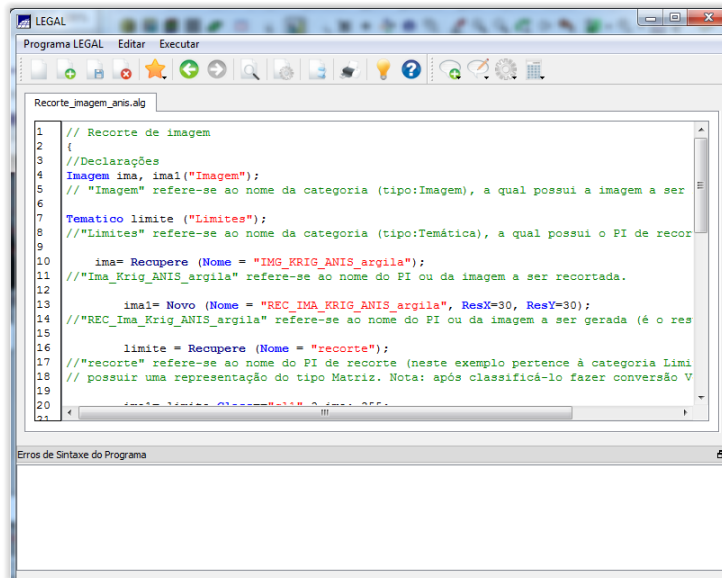 LEGAL
Programa LEGAL Editar Executar
Recorte_imagem_anis.alg
1 // Recorte de imagem
2 {
3 //Declarações
4 Imagem ima, ima1("Imagem");
5 // "Imagem" refere-se ao nome da categoria (tipo:Imagem), a qual possui a imagem a ser
6
7 Tematico limite ("Limites");
8 //"Limites" refere-se ao nome da categoria (tipo:Temática), a qual possui o PI de recor
9
10 ima= Recupere (Nome = "IMG_KRIG_ANIS_argila");
11 //"Ima_Krig_ANIS_argila" refere-se ao nome do PI ou da imagem a ser recortada.
12
13 ima1= Novo (Nome = "REC_IMA_KRIG_ANIS_argila", ResX=30, ResY=30);
14 //"REC_Ima_Krig_ANIS_argila" refere-se ao nome do PI ou da imagem a ser gerada (é o res
15
16 limite = Recupere (Nome = "recorte");
17 //"recorte" refere-se ao nome do PI de recorte (neste exemplo pertence à categoria Limi
18 // possuir uma representação do tipo Matriz. Nota: após classificá-lo fazer conversão V
19
20
21
Erros de Sintaxe do Programa